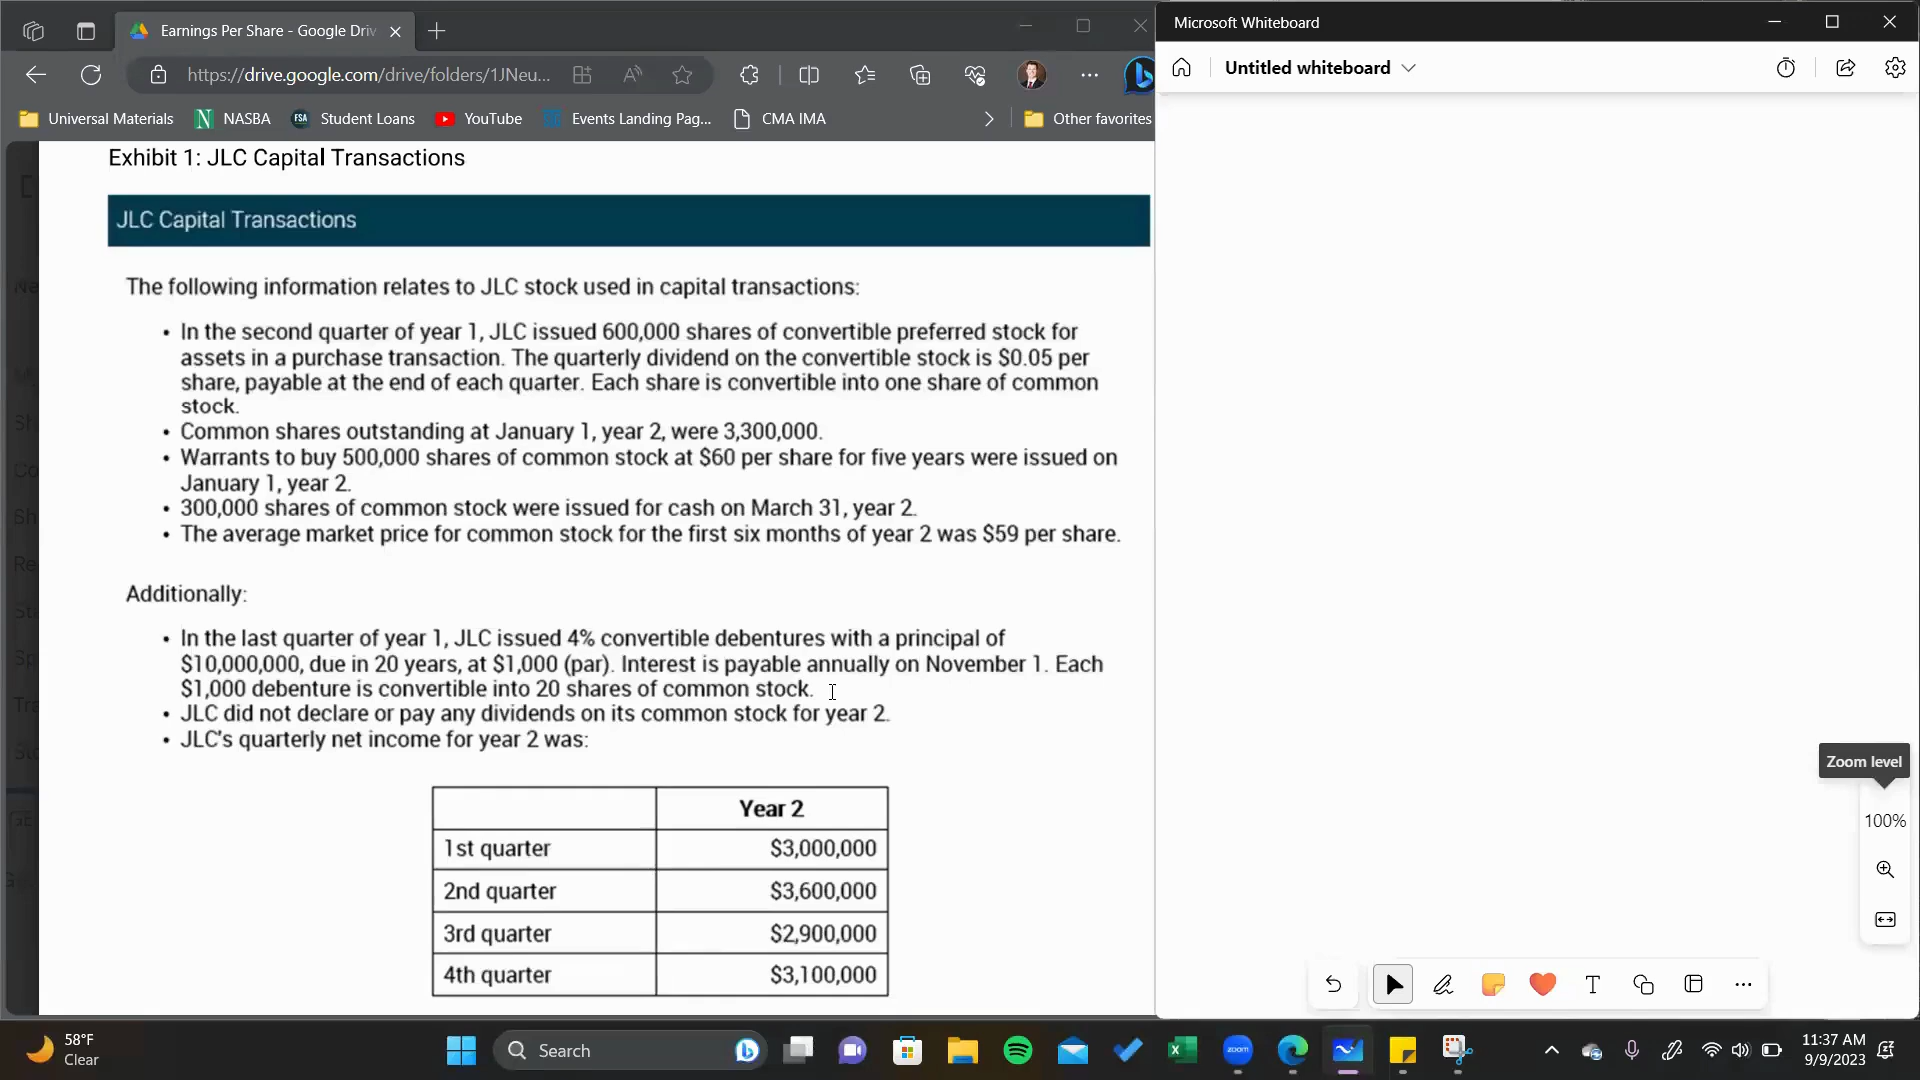 Earnings Per Share - Google Driv
Microsoft Whiteboard
https://drive.google.com/drive/folders/1JNeu...
Untitled whiteboard
Universal Materials
NASBA
FSA
Student Loans
YouTube
Events Landing Pag...
CMA IMA
Other favorites
Exhibit 1: JLC Capital Transactions
JLC Capital Transactions
The following information relates to JLC stock used in capital transactions:
• In the second quarter of year 1, JLC issued 600,000 shares of convertible preferred stock for
assets in a purchase transaction. The quarterly dividend on the convertible stock is $0.05 per
share, payable at the end of each quarter. Each share is convertible into one share of common
stock.
• Common shares outstanding at January 1, year 2, were 3,300,000.
• Warrants to buy 500,000 shares of common stock at $60 per share for five years were issued on
January 1, year 2.
• 300,000 shares of common stock were issued for cash on March 31, year 2.
• The average market price for common stock for the first six months of year 2 was $59 per share.
Additionally:
• In the last quarter of year 1, JLC issued 4% convertible debentures with a principal of
$10,000,000, due in 20 years, at $1,000 (par). Interest is payable annually on November 1. Each
$1,000 debenture is convertible into 20 shares of common stock.
• JLC did not declare or pay any dividends on its common stock for year 2.
• JLC's quarterly net income for year 2 was:
Year 2
1st quarter $3,000,000
2nd quarter $3,600,000
3rd quarter $2,900,000
4th quarter $3,100,000
Zoom level
100%
58°F
Clear
Search
zoom
11:37 AM
9/9/2023